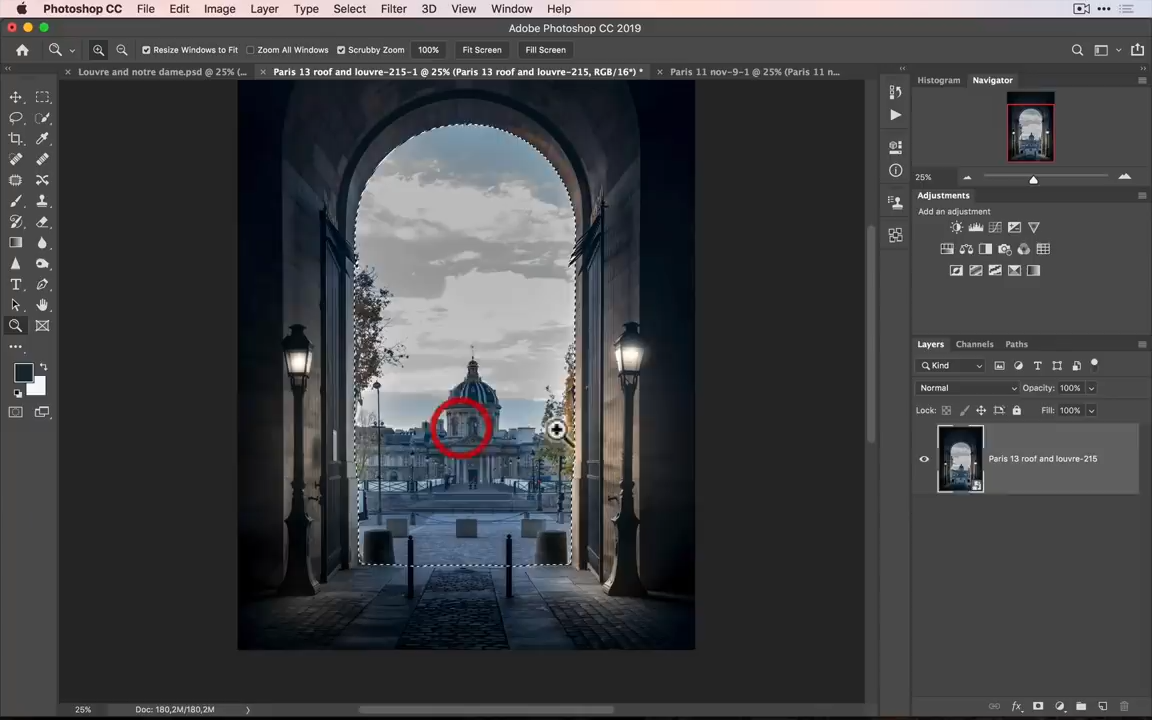 Photoshop CC File Edit Image Layer Type Select Filter 3D View Window Help
Adobe Photoshop CC 2019
Resize Windows to Fit Zoom All Windows Scrubby Zoom 100% Fit Screen Fill Screen
Louvre and notre dame.psd @ 25% (... Paris 13 roof and louvre-215-1 @ 25% (Paris 13 roof and louvre-215, RGB/16*) * Paris 11 nov-9-1 @ 25% (Paris 11 n...
Histogram Navigator
25%
Adjustments
Add an adjustment
Layers Channels Paths
Kind
Normal Opacity: 100%
Lock: Fill: 100%
Paris 13 roof and louvre-215
25% Doc: 180,2M/180,2M